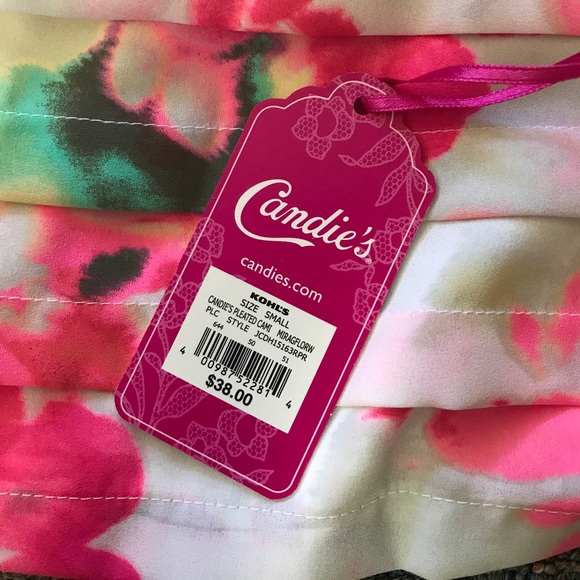 Candie's®
candies.com
KOHL'S
SIZE SMALL
CANDIE'S PLEATED CAMI MIRAGFLORW
PLC STYLE JCDH15163RPR
644 50 51
4 00987 52281 4
$38.00